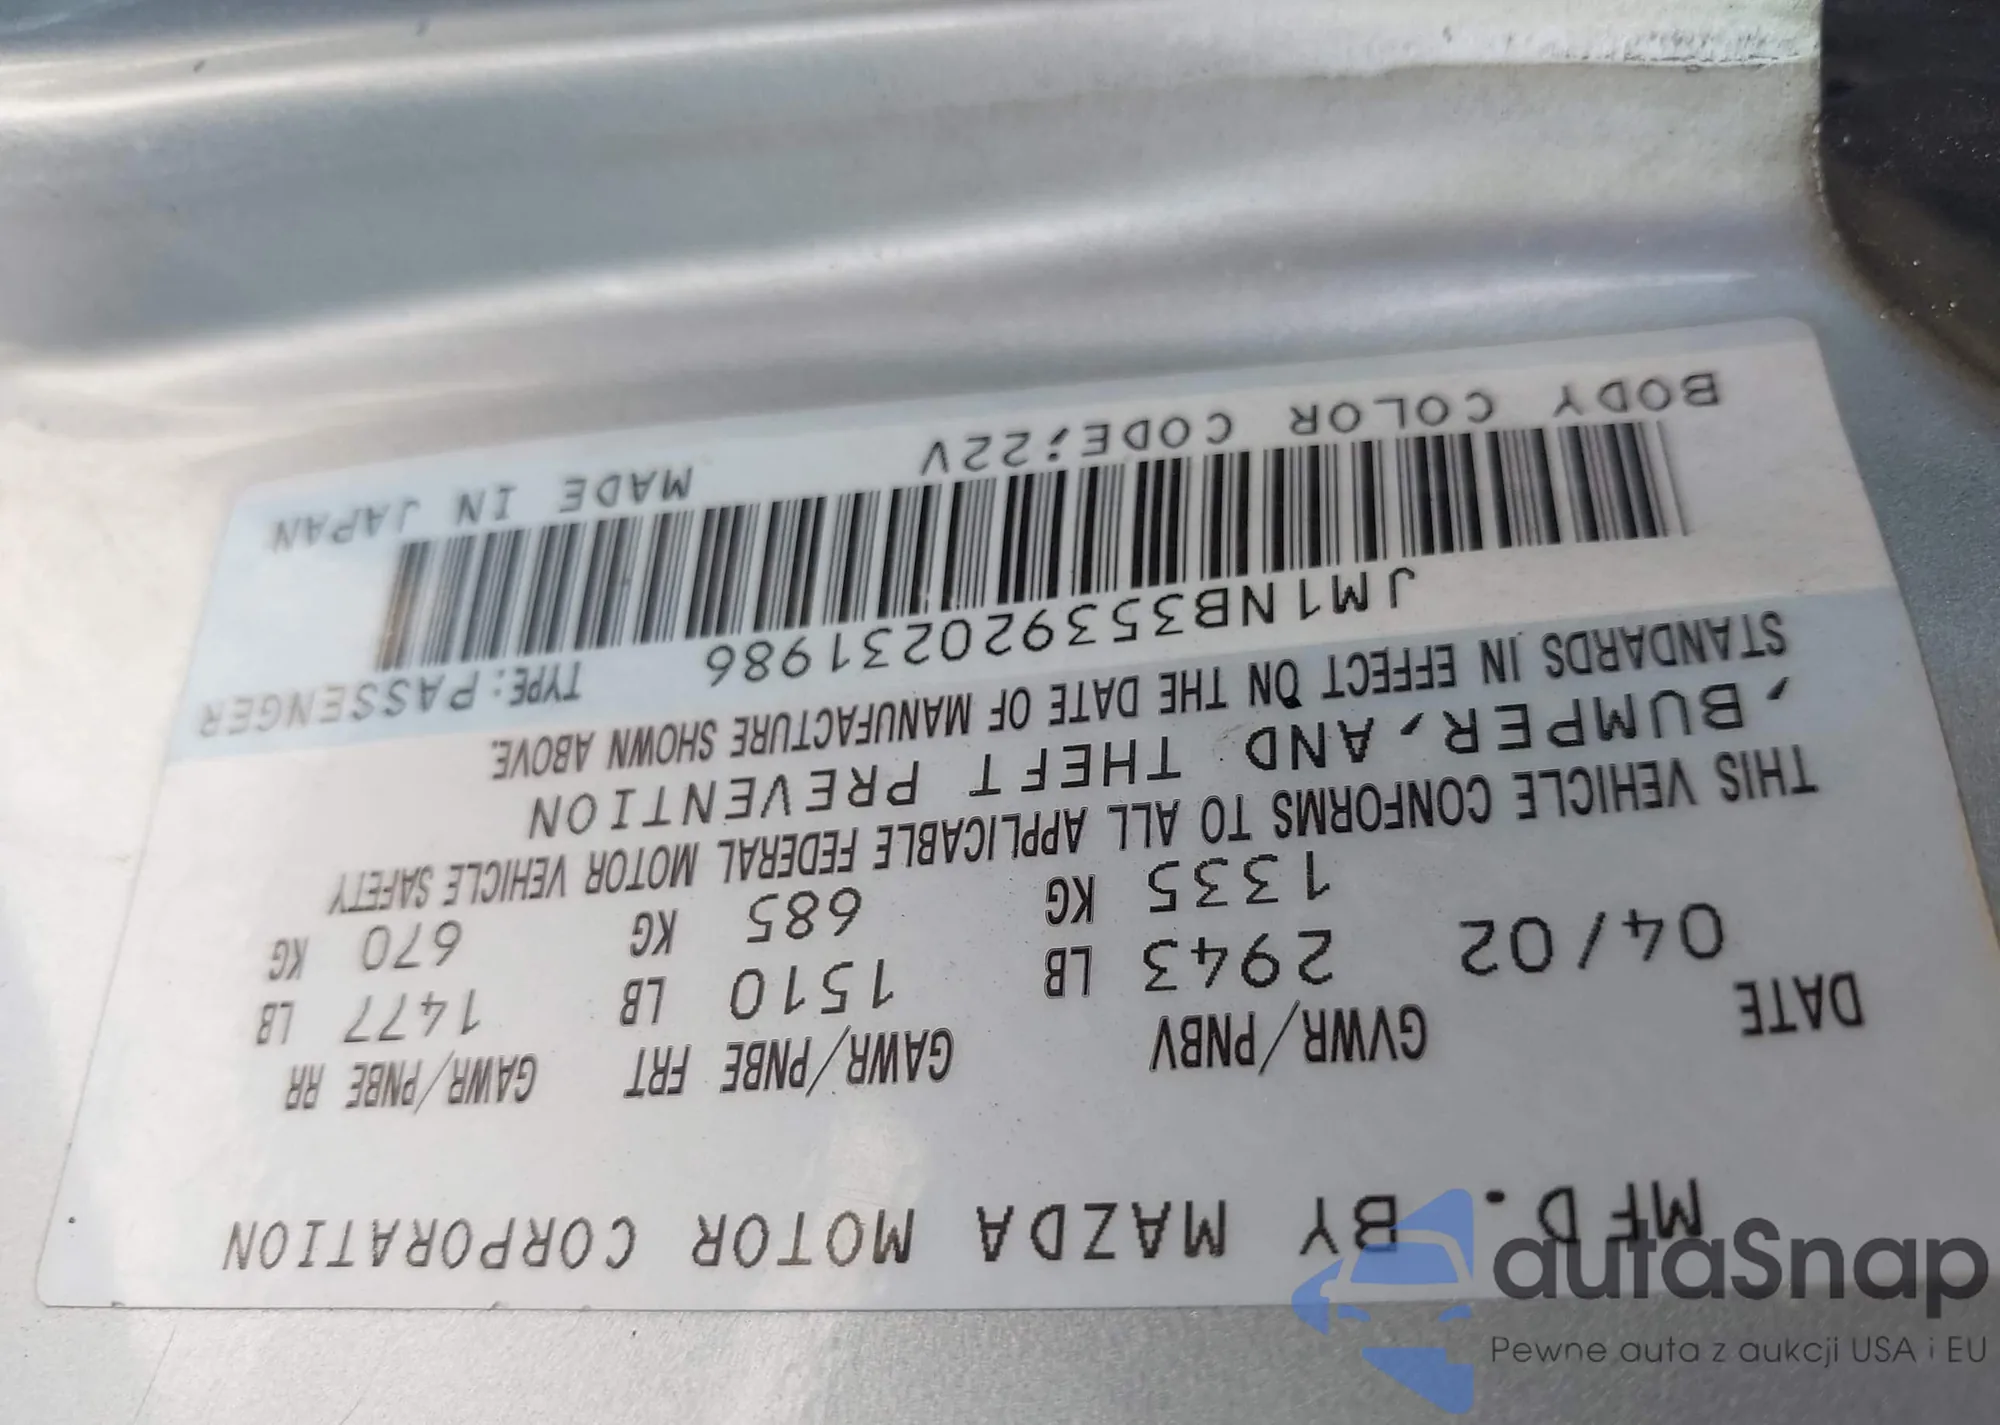 MFD. BY MAZDA MOTOR CORPORATION
DATE GVWR/PNBV GAWR/PNBE FRT GAWR/PNBE RR
04/02 2943 LB 1510 LB 1477 LB
1335 KG 685 KG 670 KG
THIS VEHICLE CONFORMS TO ALL APPLICABLE FEDERAL MOTOR VEHICLE SAFETY
,BUMPER,AND THEFT PREVENTION
STANDARDS IN EFFECT ON THE DATE OF MANUFACTURE SHOWN ABOVE.
JM1NB353920231986 TYPE:PASSENGER
BODY COLOR CODE:22V MADE IN JAPAN
autaSnap
Pewne auta z aukcji USA i EU